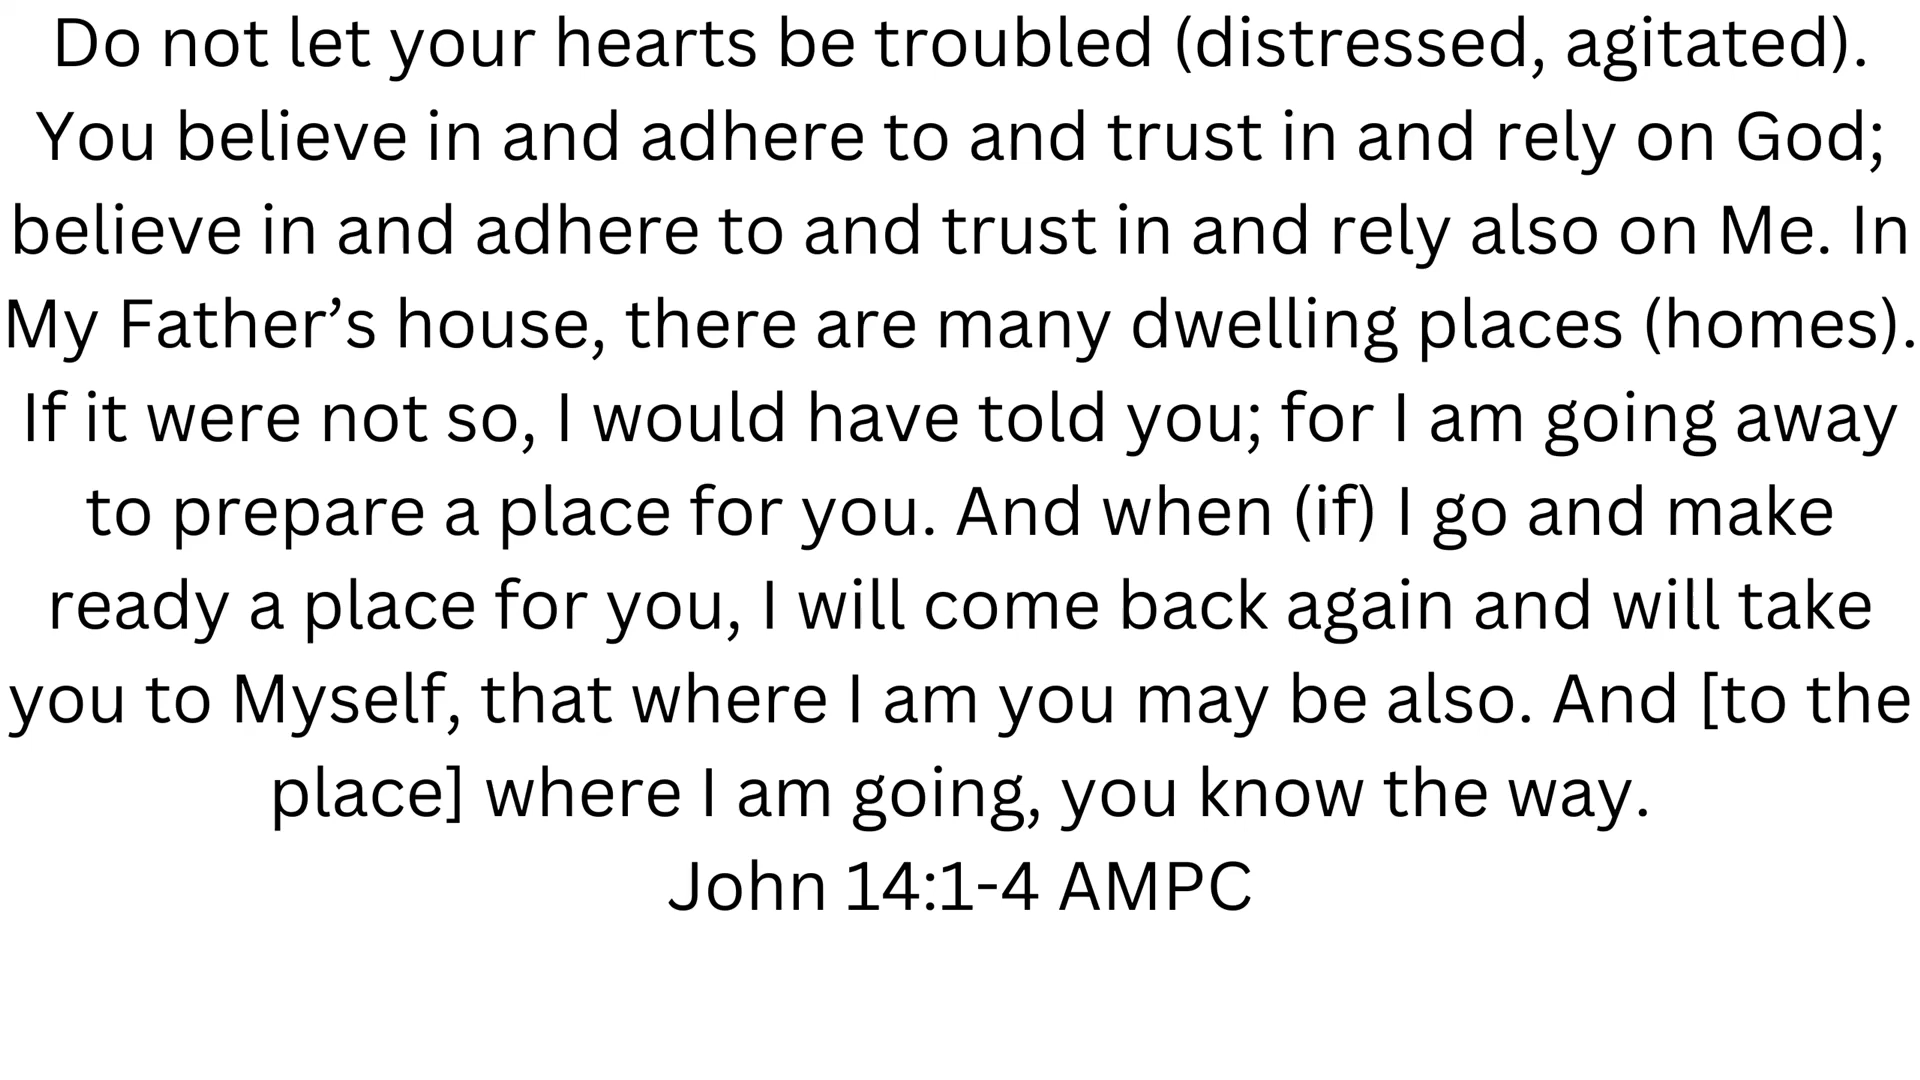 Do not let your hearts be troubled (distressed, agitated).
You believe in and adhere to and trust in and rely on God;
believe in and adhere to and trust in and rely also on Me. In
My Father’s house, there are many dwelling places (homes).
If it were not so, I would have told you; for I am going away
to prepare a place for you. And when (if) I go and make
ready a place for you, I will come back again and will take
you to Myself, that where I am you may be also. And [to the
place] where I am going, you know the way.
John 14:1-4 AMPC